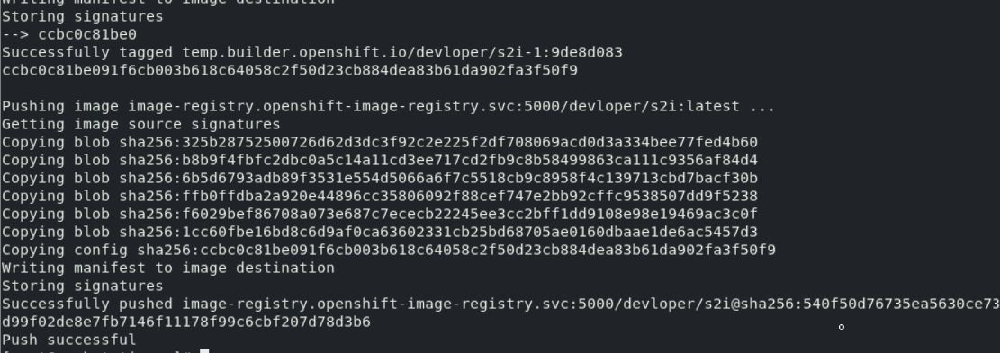 Writing manifest to image destination
Storing signatures
--> ccbc0c81be0
Successfully tagged temp.builder.openshift.io/devloper/s2i-1:9de8d083
ccbc0c81be091f6cb003b618c64058c2f50d23cb884dea83b61da902fa3f50f9
Pushing image image-registry.openshift-image-registry.svc:5000/devloper/s2i:latest ...
Getting image source signatures
Copying blob sha256:325b28752500726d62d3dc3f92c2e225f2df708069acd0d3a334bee77fed4b60
Copying blob sha256:b8b9f4fbfc2dbc0a5c14a11cd3ee717cd2fb9c8b58499863ca111c9356af84d4
Copying blob sha256:6b5d6793adb89f3531e554d5066a6f7c5518cb9c8958f4c139713cbd7bacf30b
Copying blob sha256:ffb0ffdba2a920e44896cc35806092f88cef747e2bb92cffc9538507dd9f5238
Copying blob sha256:f6029bef86708a073e687c7ececb22245ee3cc2bff1dd9108e98e19469ac3c0f
Copying blob sha256:1cc60fbe16bd8c6d9af0ca63602331cb25bd68705ae0160dbaae1de6ac5457d3
Copying config sha256:ccbc0c81be091f6cb003b618c64058c2f50d23cb884dea83b61da902fa3f50f9
Writing manifest to image destination
Storing signatures
Successfully pushed image-registry.openshift-image-registry.svc:5000/devloper/s2i@sha256:540f50d76735ea5630ce73
d99f02de8e7fb7146f11178f99c6cbf207d78d3b6
Push successful